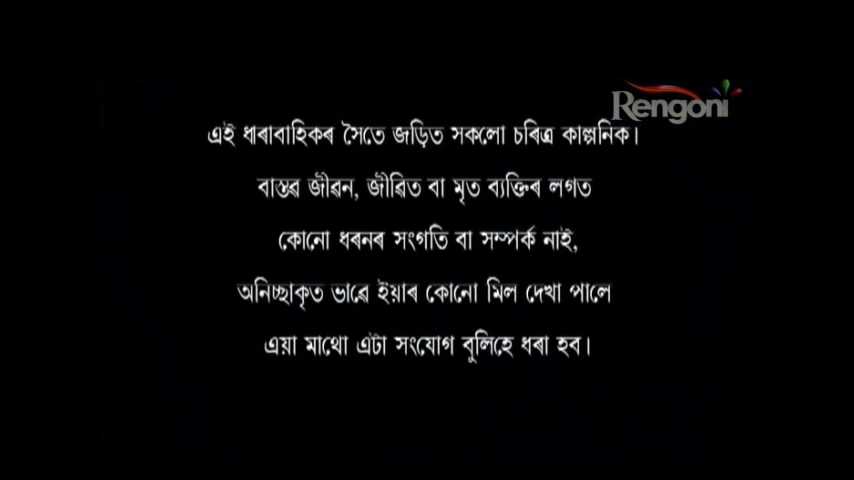 Rengoni
এই ধাৰাবাহিকৰ সৈতে জড়িত সকলো চৰিত্ৰ কাল্পনিক।
বাস্তৱ জীৱন, জীৱিত বা মৃত ব্যক্তিৰ লগত
কোনো ধৰনৰ সংগতি বা সম্পৰ্ক নাই,
অনিচ্ছাকৃত ভাৱে ইয়াৰ কোনো মিল দেখা পালে
এয়া মাথো এটা সংযোগ বুলিহে ধৰা হব।